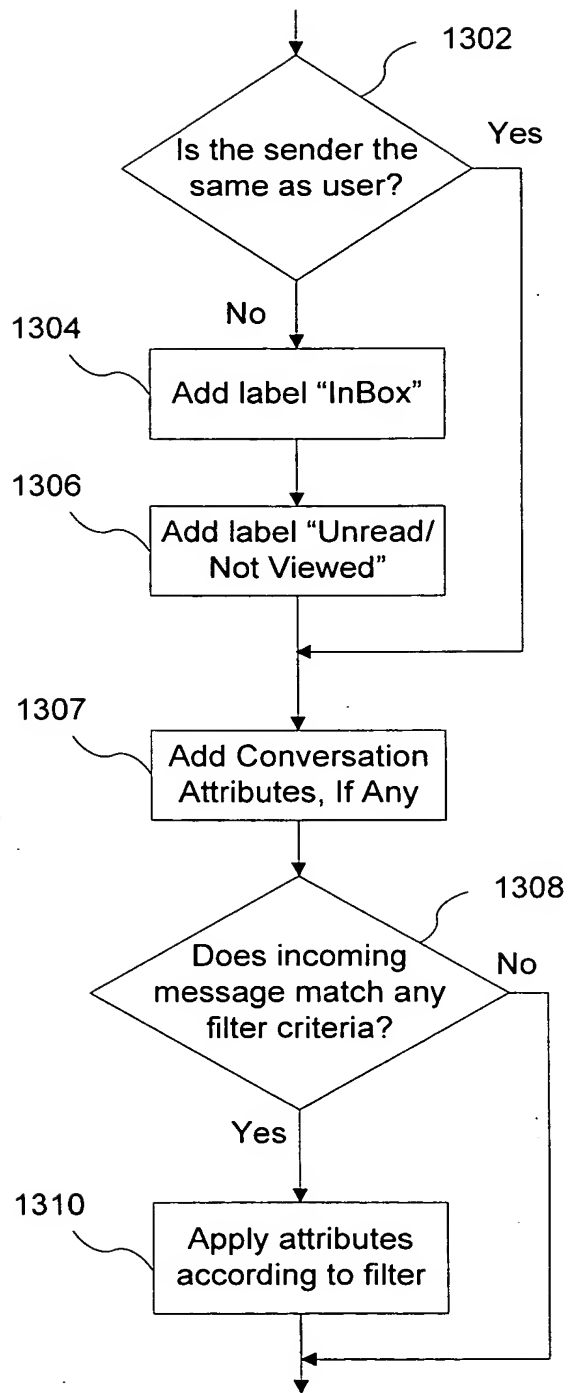 1302
Is the sender the
same as user?
Yes
No
1304
Add label “InBox”
1306
Add label “Unread/
Not Viewed”
1307
Add Conversation
Attributes, If Any
1308
Does incoming
message match any
filter criteria?
No
Yes
1310
Apply attributes
according to filter